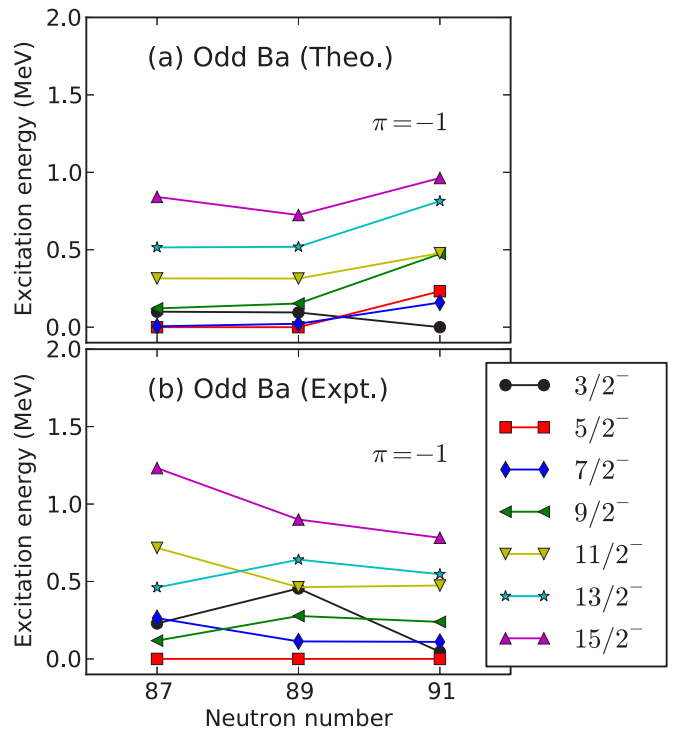 2.0
(a) Odd Ba (Theo.)
1.5
π = −1
1.0
0.5
0.0
Excitation energy (MeV)
2.0
(b) Odd Ba (Expt.)
1.5
π = −1
1.0
0.5
0.0
Excitation energy (MeV)
87 89 91
Neutron number
3/2⁻
5/2⁻
7/2⁻
9/2⁻
11/2⁻
13/2⁻
15/2⁻